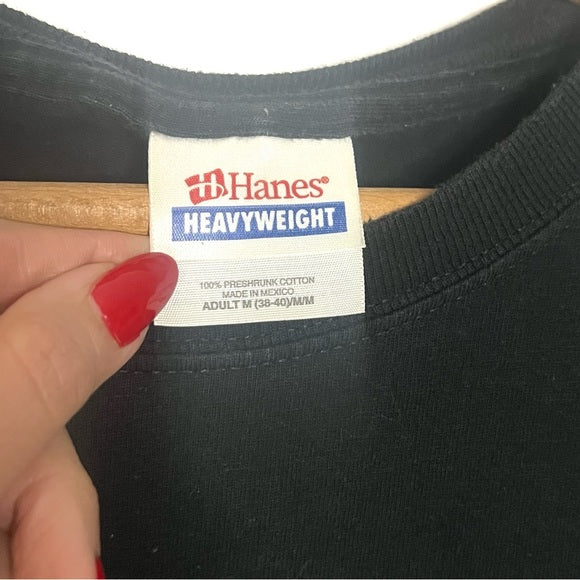 Hanes®
HEAVYWEIGHT
100% PRESHRUNK COTTON
MADE IN MEXICO
ADULT M (38-40)/M/M